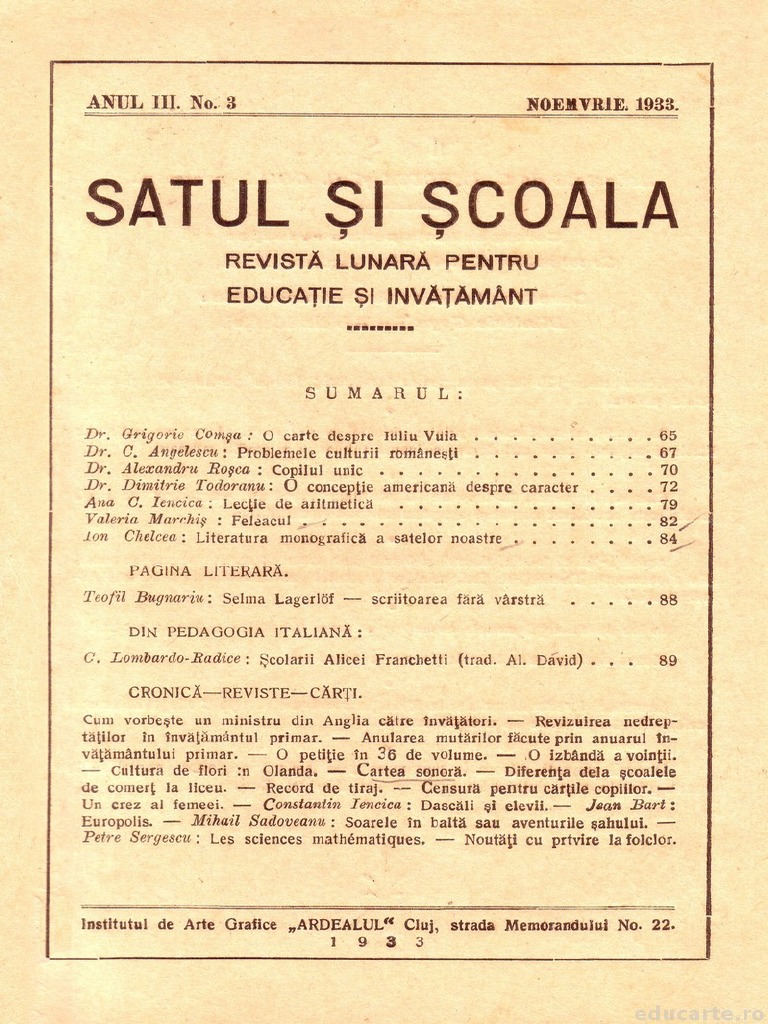 ANUL III. No. 3 NOEMVRIE. 1933.
SATUL ȘI ȘCOALA
REVISTĂ LUNARĂ PENTRU
EDUCAȚIE ȘI INVĂȚĂMÂNT
SUMARUL:
Dr. Grigorie Comșa : O carte despre Iuliu Vuia . . . . . . . . . . . 65
Dr. C. Angelescu : Problemele culturii românești . . . . . . . . . . . 67
Dr. Alexandru Roșca : Copilul unic . . . . . . . . . . . . . . . . 70
Dr. Dimitrie Todoranu : O concepție americană despre caracter . . . . 72
Ana C. Iencica : Lecție de aritmetică . . . . . . . . . . . . . . 79
Valeria Marchiș : Feleacul . . . . . . . . . . . . . . . . . . . 82
Ion Chelcea : Literatura monografică a satelor noastre . . . . . . . . 84
PAGINA LITERARĂ.
Teofil Bugnariu : Selma Lagerlöf — scriitoarea fără vârstră . . . . . 88
DIN PEDAGOGIA ITALIANĂ :
G. Lombardo-Radice : Școlarii Alicei Franchetti (trad. Al. David) . . . 89
CRONICĂ—REVISTE—CĂRȚI.
Cum vorbește un ministru din Anglia către învățători. — Revizuirea nedrep-
tăților în învățământul primar. — Anularea mutărilor făcute prin anuarul în-
vățământului primar. — O petiție în 36 de volume. — O izbândă a voinții.
— Cultura de flori în Olanda. — Cartea sonoră. — Diferența dela școalele
de comerț la liceu. — Record de tiraj. — Censură pentru cărțile copiilor. —
Un crez al femeei. — Constantin Iencica : Dascăli și elevii. — Jean Bart :
Europolis. — Mihail Sadoveanu : Soarele în baltă sau aventurile șahului. —
Petre Sergescu : Les sciences mathématiques. — Noutăți cu prtvire la folclor.
Institutul de Arte Grafice „ARDEALUL“ Cluj, strada Memorandului No. 22.
1933
educarte.ro